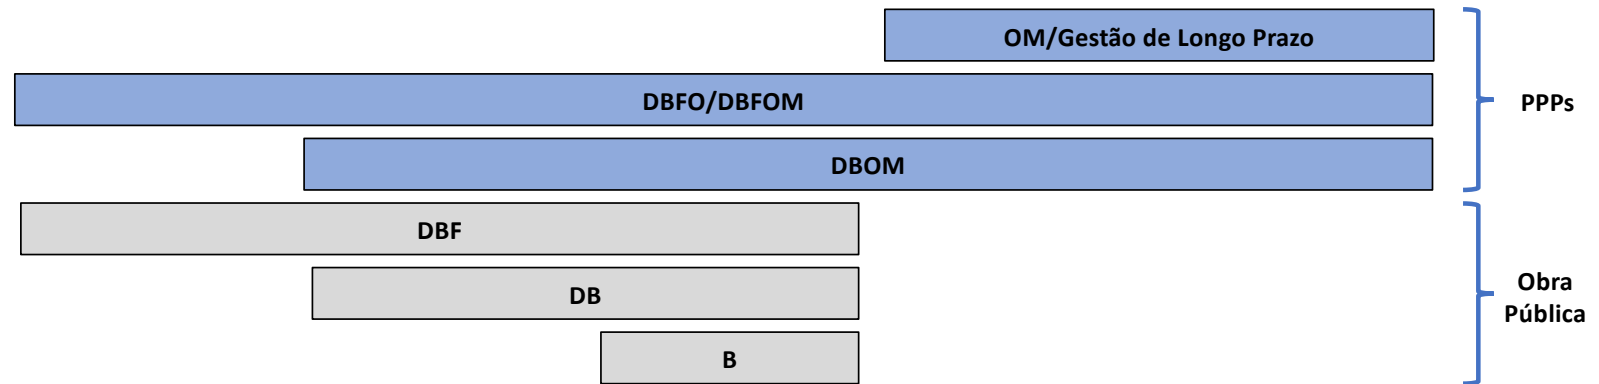 OM/Gestão de Longo Prazo
DBFO/DBFOM
PPPs
DBOM
DBF
DB
Obra
Pública
B